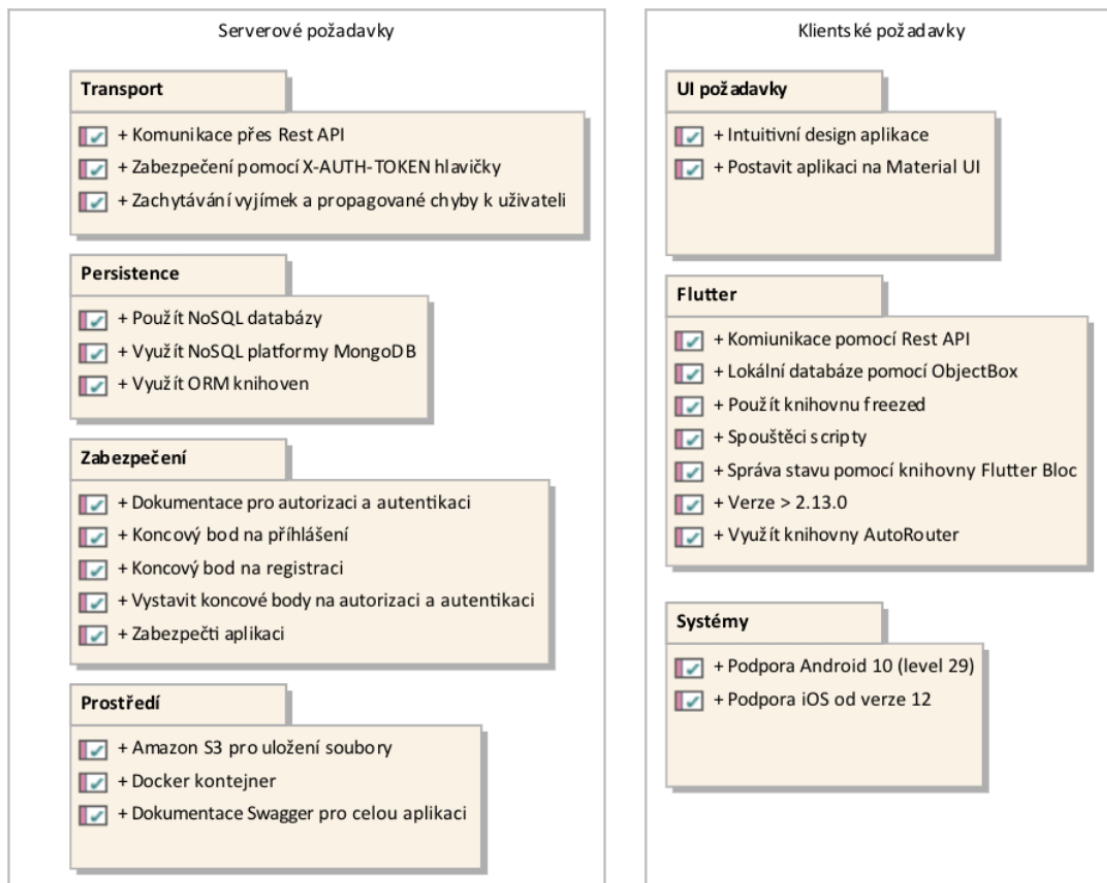 Serverové požadavky
Transport
+ Komunikace přes Rest API
+ Zabezpečení pomocí X-AUTH-TOKEN hlavičky
+ Zachytávání vyjímek a propagované chyby k uživateli
Persistence
+ Použít NoSQL databázy
+ Využít NoSQL platformy MongoDB
+ Využít ORM knihoven
Zabezpečení
+ Dokumentace pro autorizaci a autentikaci
+ Koncový bod na příhlášení
+ Koncový bod na registraci
+ Vystavit koncové body na autorizaci a autentikaci
+ Zabezpečti aplikaci
Prostředí
+ Amazon S3 pro uložení soubory
+ Docker kontejner
+ Dokumentace Swagger pro celou aplikaci
Klientské požadavky
UI požadavky
+ Intuitivní design aplikace
+ Postavit aplikaci na Material UI
Flutter
+ Komiunikace pomocí Rest API
+ Lokální databáze pomocí ObjectBox
+ Použít knihovnu freezed
+ Spouštěci scripty
+ Správa stavu pomocí knihovny Flutter Bloc
+ Verze > 2.13.0
+ Využít knihovny AutoRouter
Systémy
+ Podpora Android 10 (level 29)
+ Podpora iOS od verze 12